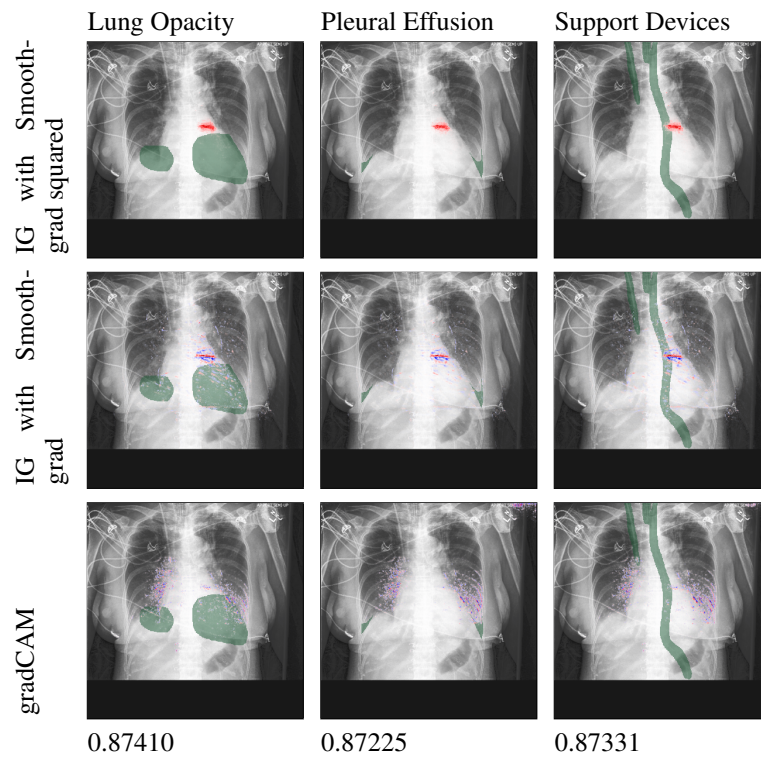 Lung Opacity Pleural Effusion Support Devices
IG with Smooth-
grad squared
IG with Smooth-
grad
gradCAM
0.87410 0.87225 0.87331